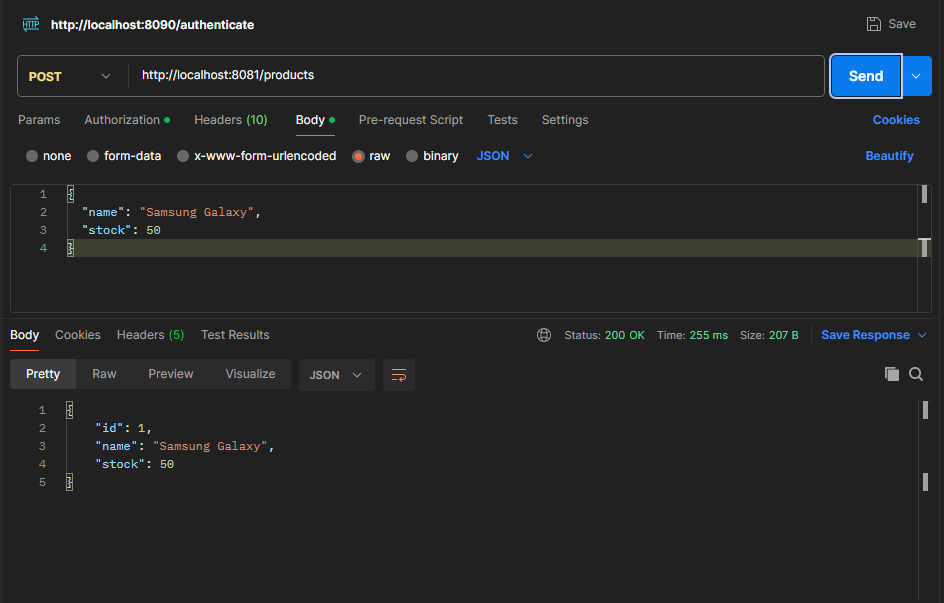 HTTP http://localhost:8090/authenticate Save
POST http://localhost:8081/products Send
Params Authorization Headers (10) Body Pre-request Script Tests Settings Cookies
none form-data x-www-form-urlencoded raw binary JSON Beautify
1 {
2 "name": "Samsung Galaxy",
3 "stock": 50
4 }
Body Cookies Headers (5) Test Results Status: 200 OK Time: 255 ms Size: 207 B Save Response
Pretty Raw Preview Visualize JSON
1 {
2 "id": 1,
3 "name": "Samsung Galaxy",
4 "stock": 50
5 }